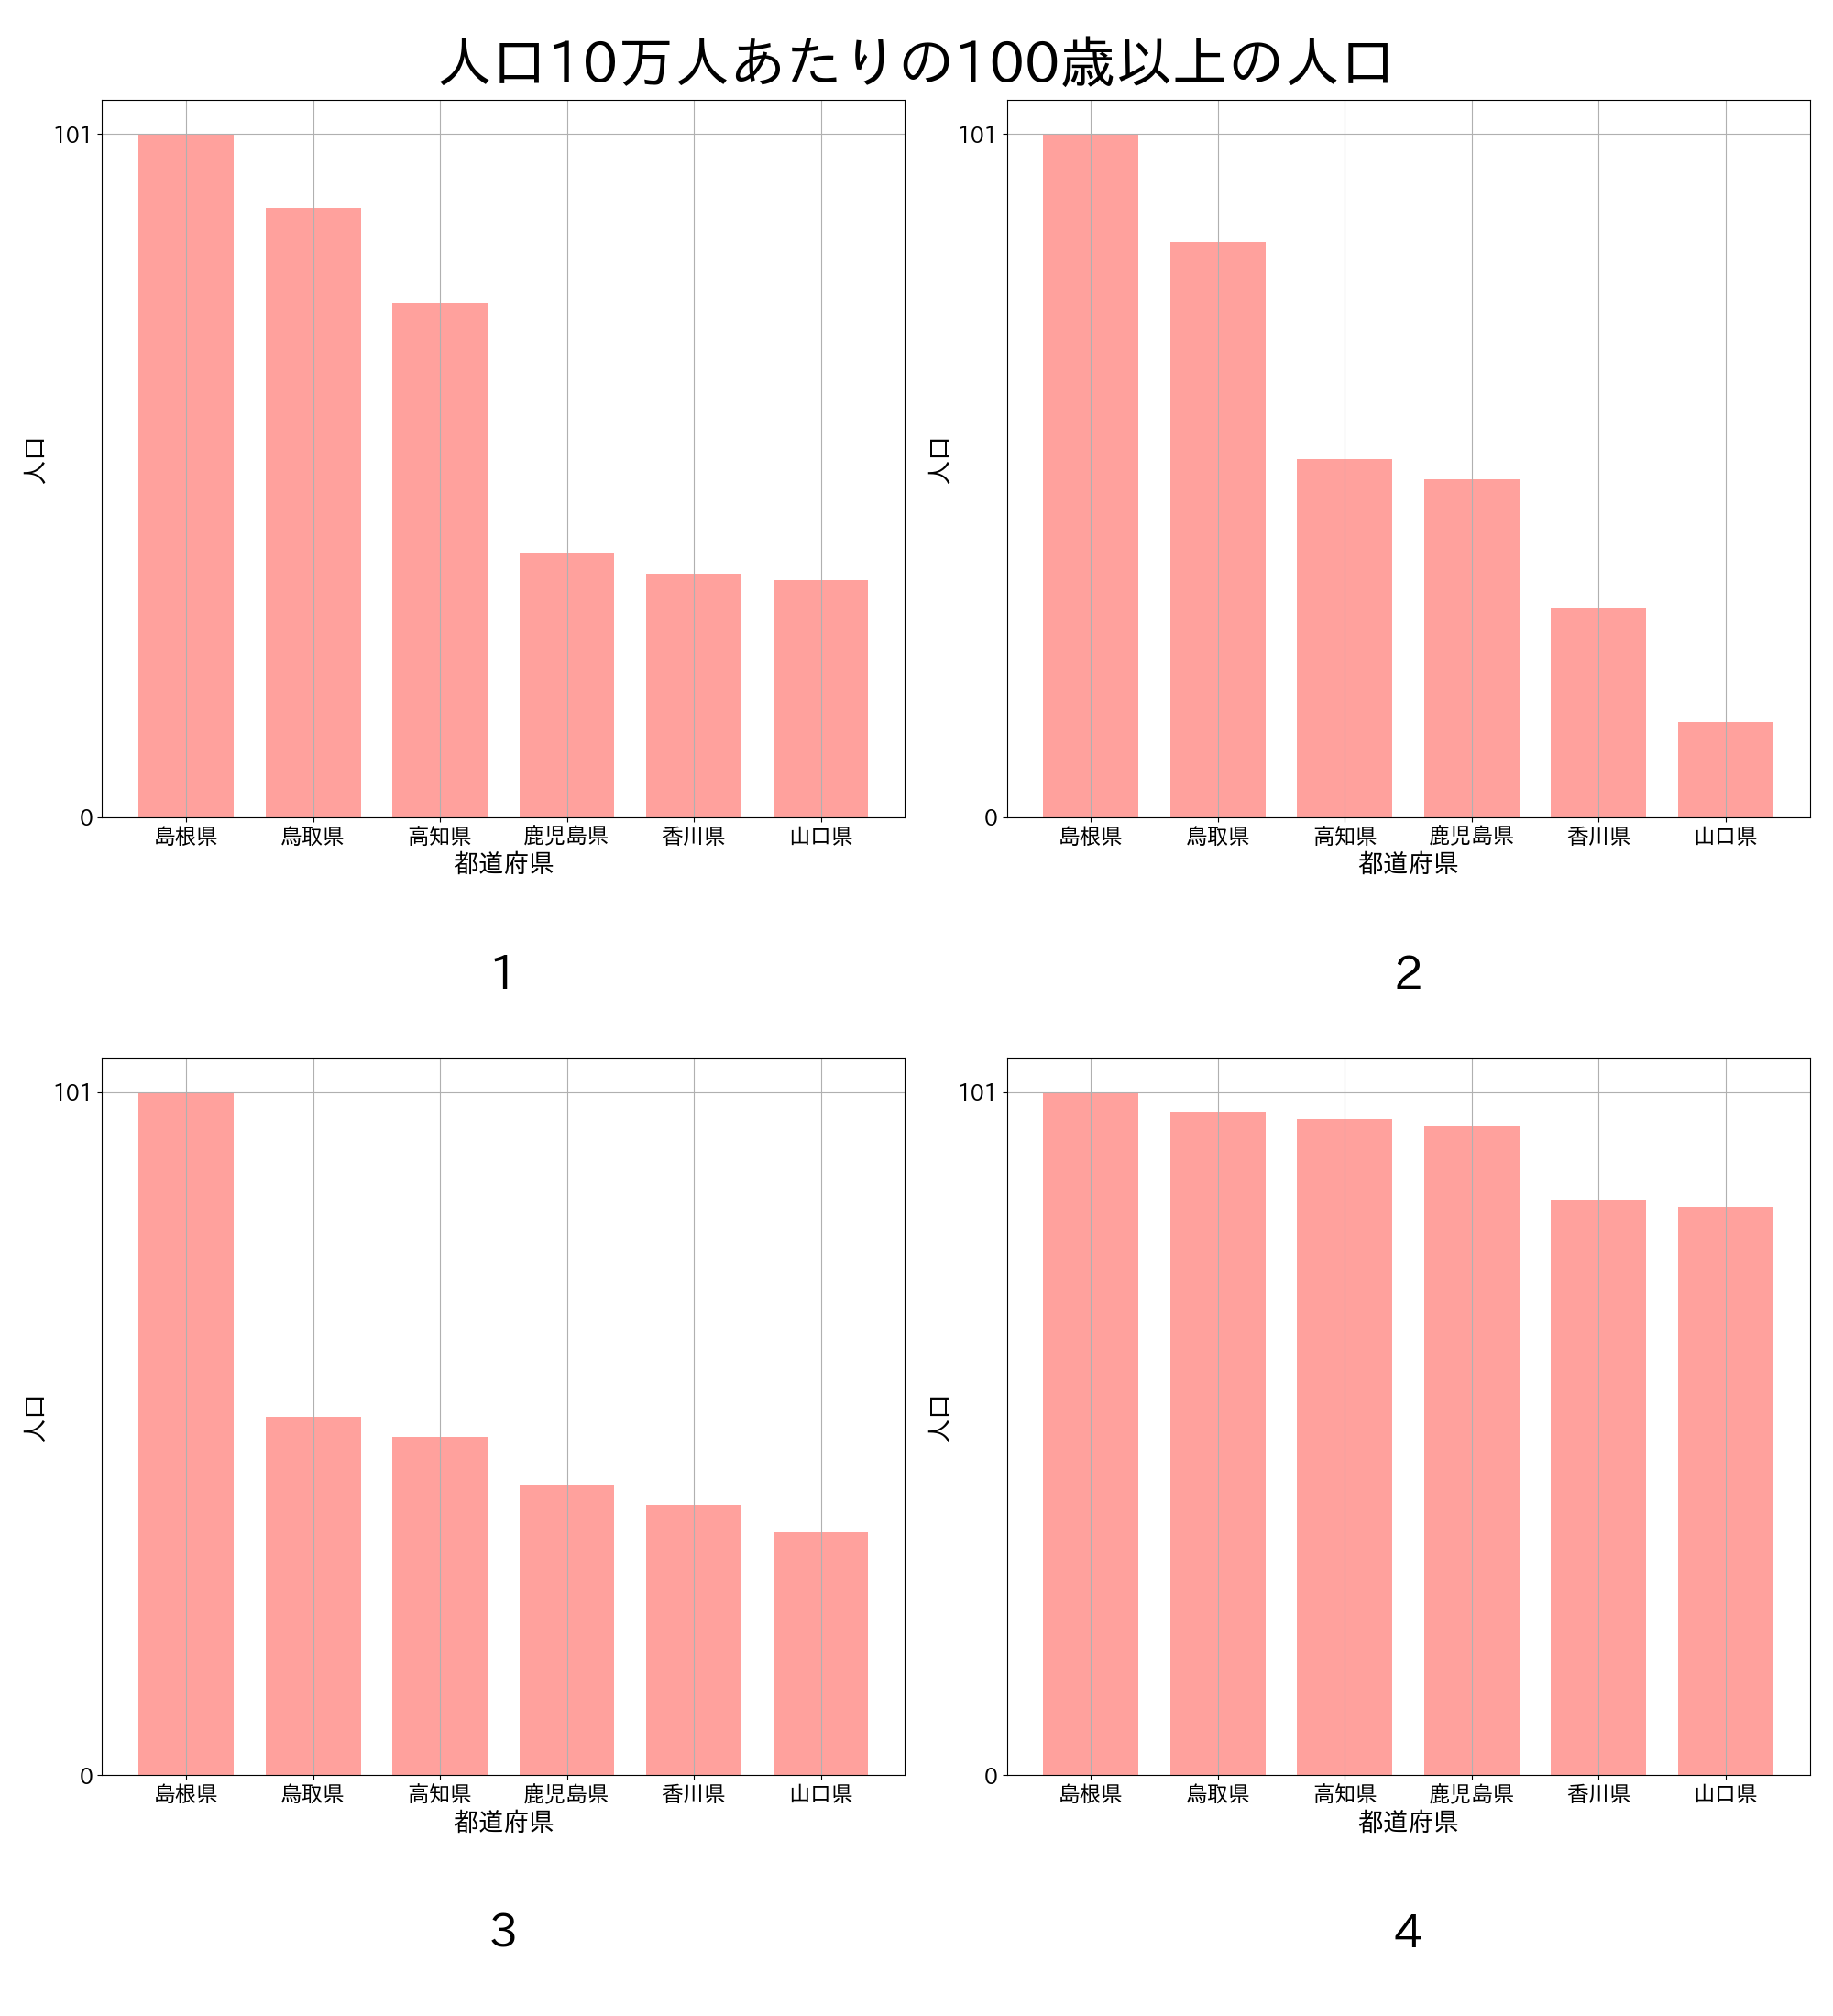 人口10万人あたりの100歳以上の人口
101
人口
0
島根県 鳥取県 高知県 鹿児島県 香川県 山口県
都道府県
1
101
人口
0
島根県 鳥取県 高知県 鹿児島県 香川県 山口県
都道府県
2
101
人口
0
島根県 鳥取県 高知県 鹿児島県 香川県 山口県
都道府県
3
101
人口
0
島根県 鳥取県 高知県 鹿児島県 香川県 山口県
都道府県
4